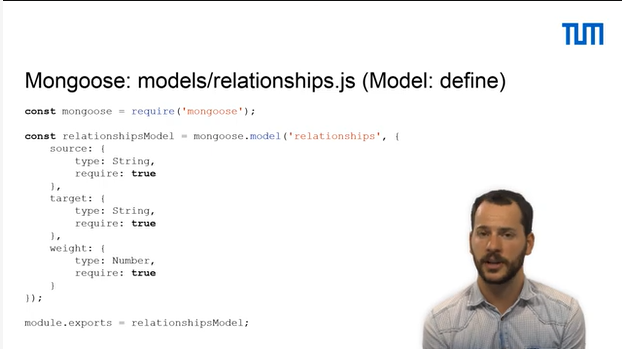 TUM
Mongoose: models/relationships.js (Model: define)
const mongoose = require('mongoose');
const relationshipsModel = mongoose.model('relationships', {
    source: {
        type: String,
        require: true
    },
    target: {
        type: String,
        require: true
    },
    weight: {
        type: Number,
        require: true
    }
});
module.exports = relationshipsModel;